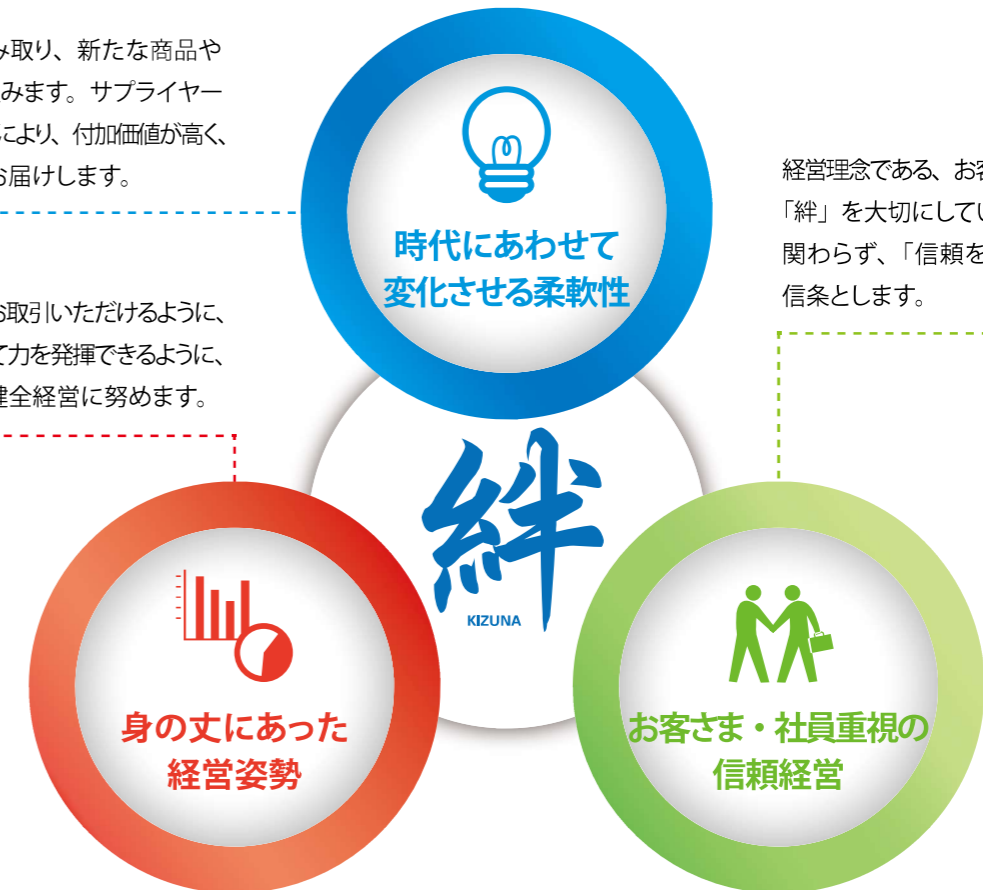 み取り、新たな商品や
みます。サプライヤー
により、付加価値が高く、
お届けします。
時代にあわせて
変化させる柔軟性
経営理念である、お客
「絆」を大切にしてい
関わらず、「信頼を
信条とします。
お取引いただけるように、
て力を発揮できるように、
健全経営に努めます。
絆
KIZUNA
身の丈にあった
経営姿勢
お客さま・社員重視の
信頼経営